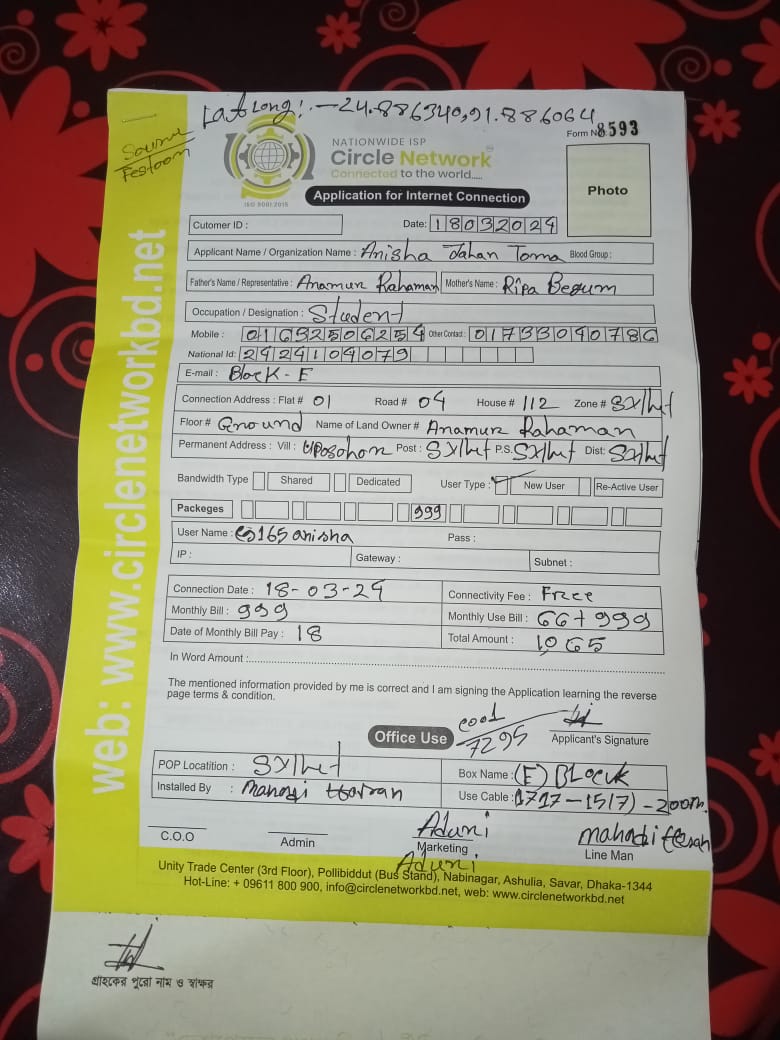 Lat Long:-24.886340,91.886064
Form No 8593
Source
Festoon
NATIONWIDE ISP
Circle Network
Connected to the world.....
ISO 9001:2015
Application for Internet Connection
Photo
Cutomer ID :
Date: 18032024
Applicant Name / Organization Name : Anisha Jahan Toma Blood Group :
Father's Name / Representative : Anamur Rahaman Mother's Name : Ripa Begum
Occupation / Designation : Student
Mobile : 01632506254 Other Contact : 01733040786
National Id: 2424104079
E-mail : Block - E
Connection Address : Flat # 01 Road # 04 House # 112 Zone # Sylhet
Floor # Ground Name of Land Owner # Anamur Rahaman
Permanent Address : Vill : Uposohon Post : Sylhet P.S. Sylhet Dist: Sylhet
Bandwidth Type Shared Dedicated User Type : New User Re-Active User
Packeges 999
User Name : 165 anisha Pass :
IP : Gateway : Subnet :
Connection Date : 18-03-24 Connectivity Fee : Free
Monthly Bill : 999 Monthly Use Bill : 66+999
Date of Monthly Bill Pay : 18 Total Amount : 1,065
In Word Amount :
The mentioned information provided by me is correct and I am signing the Application learning the reverse
page terms & condition.
Office Use 7295
Applicant's Signature
POP Locatition : Sylhet Box Name : (E) Block
Installed By : Use Cable : 1717-1517)-200m.
C.O.O Admin Marketing Line Man
Unity Trade Center (3rd Floor), Pollibiddut (Bus Stand), Nabinagar, Ashulia, Savar, Dhaka-1344
Hot-Line: + 09611 800 900, info@circlenetworkbd.net, web: www.circlenetworkbd.net
web: www.circlenetworkbd.net
গ্রাহকের পুরো নাম ও স্বাক্ষর